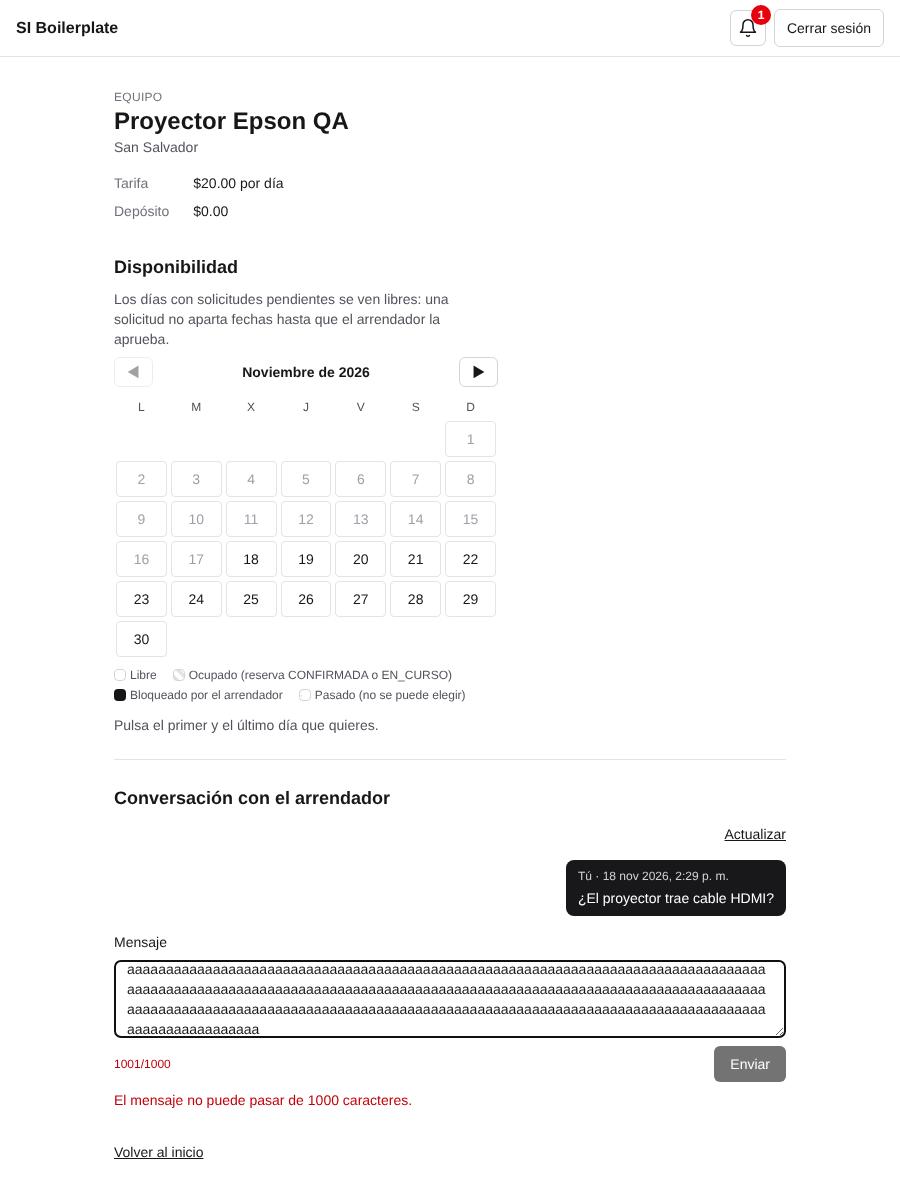 SI Boilerplate
1
Cerrar sesión
EQUIPO
Proyector Epson QA
San Salvador
Tarifa $20.00 por día
Depósito $0.00
Disponibilidad
Los días con solicitudes pendientes se ven libres: una
solicitud no aparta fechas hasta que el arrendador la
aprueba.
Noviembre de 2026
L M X J V S D
1
2 3 4 5 6 7 8
9 10 11 12 13 14 15
16 17 18 19 20 21 22
23 24 25 26 27 28 29
30
Libre Ocupado (reserva CONFIRMADA o EN_CURSO)
Bloqueado por el arrendador Pasado (no se puede elegir)
Pulsa el primer y el último día que quieres.
Conversación con el arrendador
Actualizar
Tú · 18 nov 2026, 2:29 p. m.
¿El proyector trae cable HDMI?
Mensaje
aaaaaaaaaaaaaaaaaaaaaaaaaaaaaaaaaaaaaaaaaaaaaaaaaaaaaaaaaaaaaaaaaaaaaaaaaaaaaaaaaa
aaaaaaaaaaaaaaaaaaaaaaaaaaaaaaaaaaaaaaaaaaaaaaaaaaaaaaaaaaaaaaaaaaaaaaaaaaaaaaaaaa
aaaaaaaaaaaaaaaaaaaaaaaaaaaaaaaaaaaaaaaaaaaaaaaaaaaaaaaaaaaaaaaaaaaaaaaaaaaaaaaaaa
aaaaaaaaaaaaaaaaa
1001/1000
Enviar
El mensaje no puede pasar de 1000 caracteres.
Volver al inicio